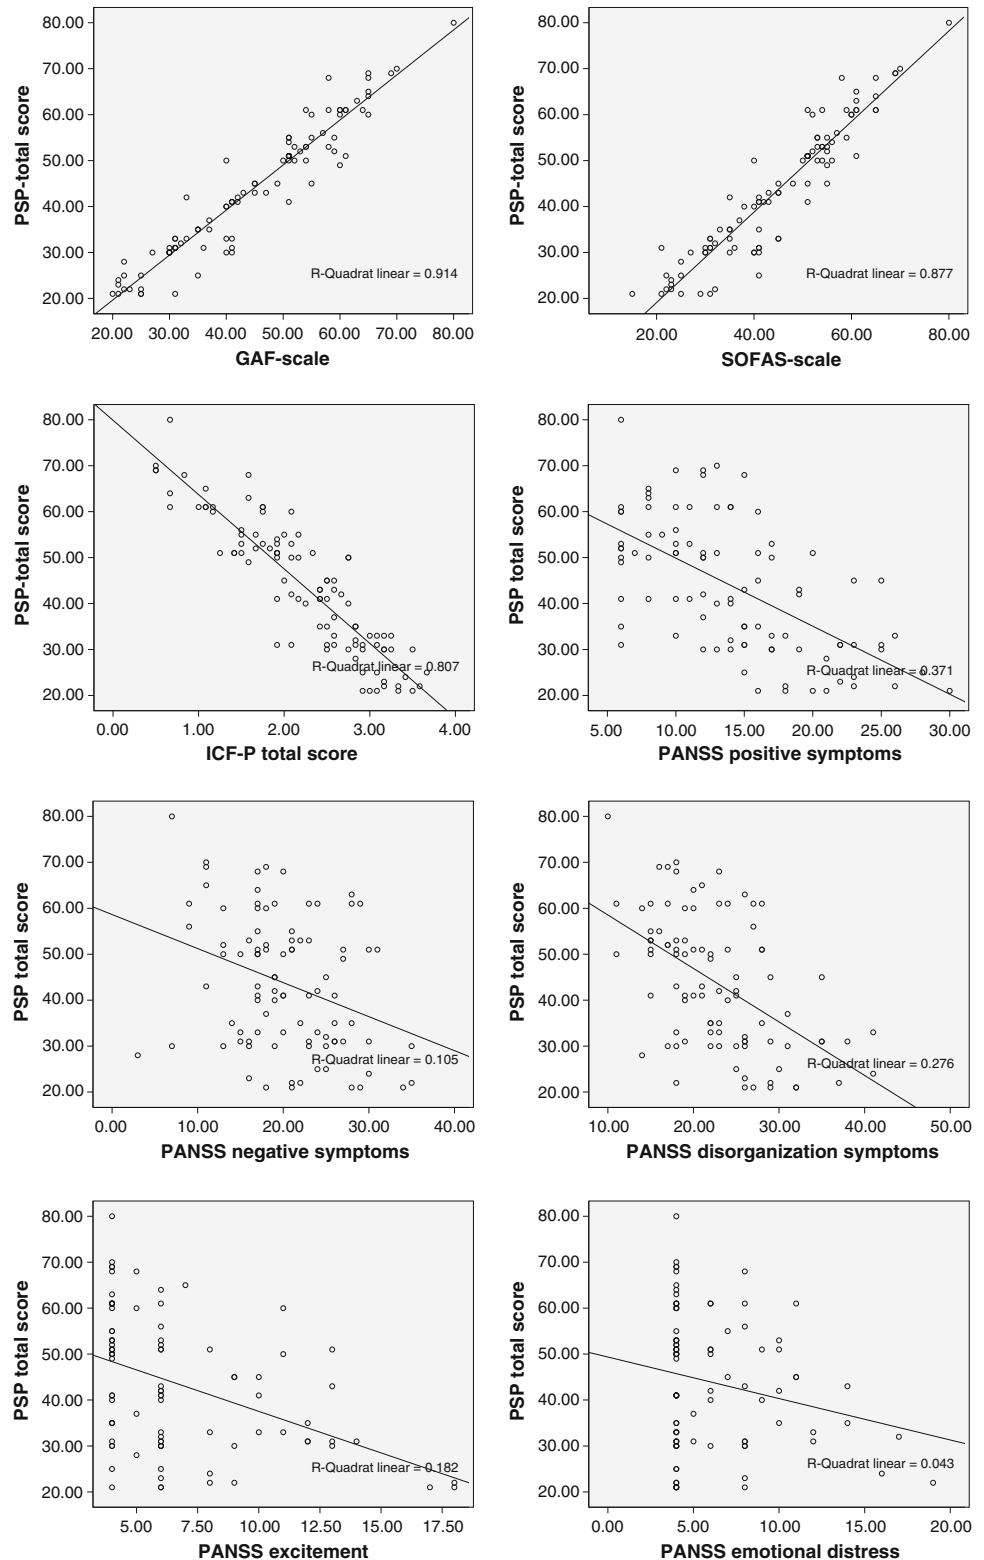 PSP-total score
80.00
70.00
60.00
50.00
40.00
30.00
20.00
R-Quadrat linear = 0.914
20.00 30.00 40.00 50.00 60.00 70.00 80.00
GAF-scale
PSP-total score
80.00
70.00
60.00
50.00
40.00
30.00
20.00
R-Quadrat linear = 0.877
20.00 40.00 60.00 80.00
SOFAS-scale
PSP-total score
80.00
70.00
60.00
50.00
40.00
30.00
20.00
R-Quadrat linear = 0.807
0.00 1.00 2.00 3.00 4.00
ICF-P total score
PSP total score
80.00
70.00
60.00
50.00
40.00
30.00
20.00
R-Quadrat linear = 0.371
5.00 10.00 15.00 20.00 25.00 30.00
PANSS positive symptoms
PSP total score
80.00
70.00
60.00
50.00
40.00
30.00
20.00
R-Quadrat linear = 0.105
0.00 10.00 20.00 30.00 40.00
PANSS negative symptoms
PSP total score
80.00
70.00
60.00
50.00
40.00
30.00
20.00
R-Quadrat linear = 0.276
10.00 20.00 30.00 40.00 50.00
PANSS disorganization symptoms
PSP total score
80.00
70.00
60.00
50.00
40.00
30.00
20.00
R-Quadrat linear = 0.182
5.00 7.50 10.00 12.50 15.00 17.50
PANSS excitement
PSP total score
80.00
70.00
60.00
50.00
40.00
30.00
20.00
R-Quadrat linear = 0.043
0.00 5.00 10.00 15.00 20.00
PANSS emotional distress